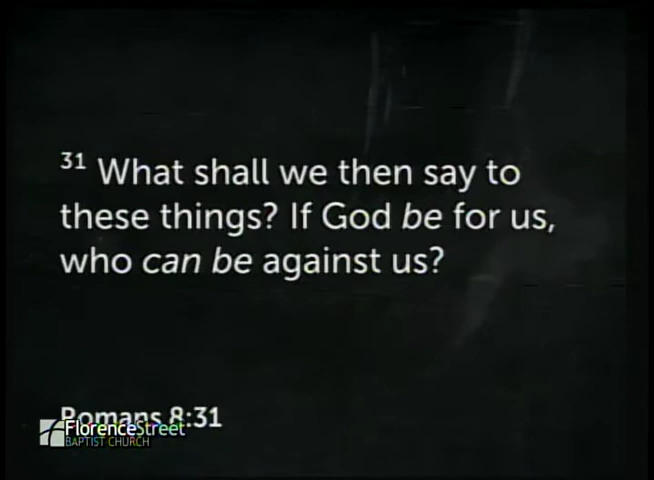 31 What shall we then say to
these things? If God be for us,
who can be against us?
Romans 8:31
FlorenceStreet
BAPTIST CHURCH